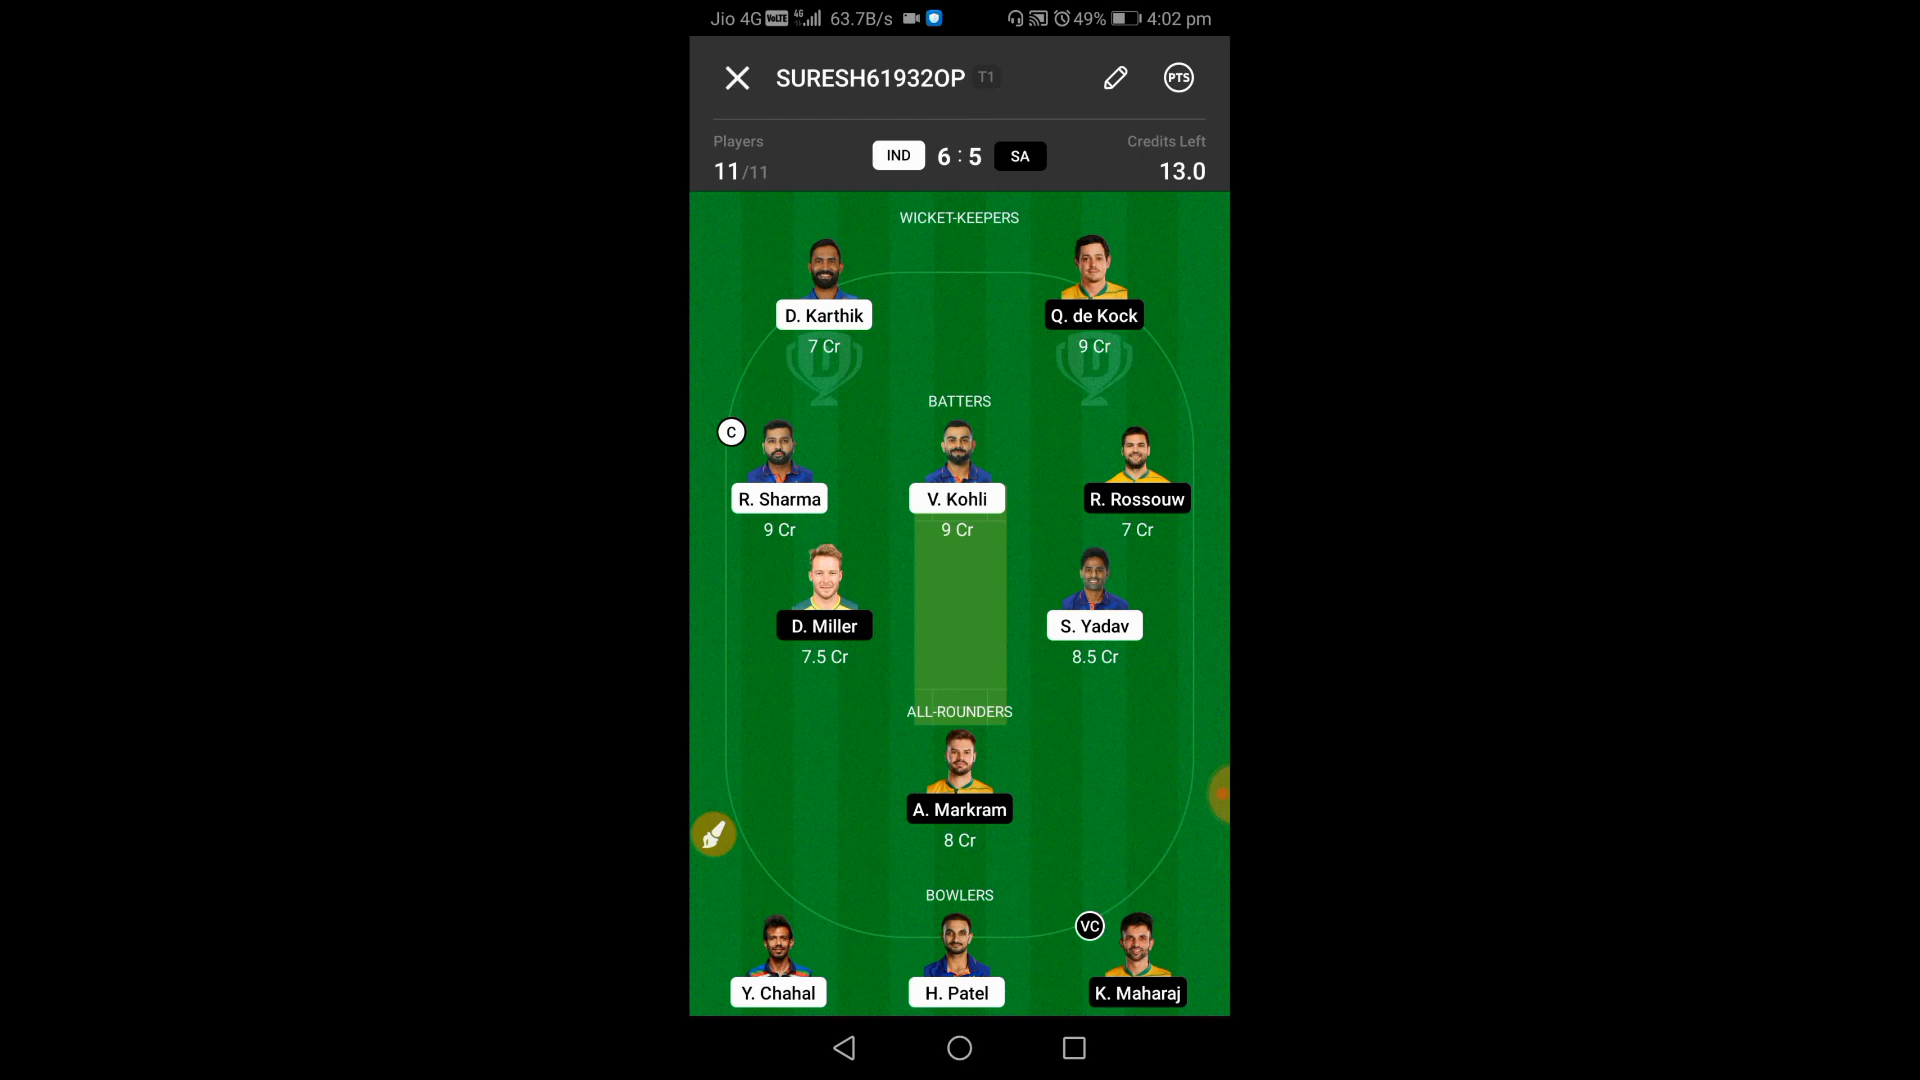 Jio 4G VoLTE 4G 63.7B/s 49% 4:02 pm
SURESH61932OP T1 PTS
Players
11/11
IND 6 : 5 SA
Credits Left
13.0
WICKET-KEEPERS
D. Karthik Q. de Kock
7 Cr 9 Cr
D D
BATTERS
C
R. Sharma V. Kohli R. Rossouw
9 Cr 9 Cr 7 Cr
D. Miller S. Yadav
7.5 Cr 8.5 Cr
ALL-ROUNDERS
A. Markram
8 Cr
BOWLERS
VC
Y. Chahal H. Patel K. Maharaj